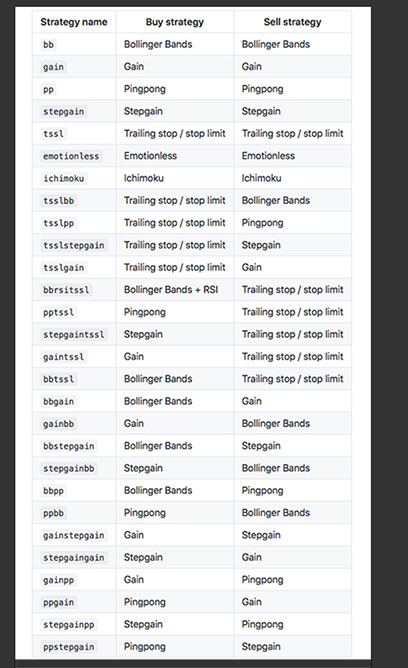 Strategy name Buy strategy Sell strategy
bb Bollinger Bands Bollinger Bands
gain Gain Gain
pp Pingpong Pingpong
stepgain Stepgain Stepgain
tssl Trailing stop / stop limit Trailing stop / stop limit
emotionless Emotionless Emotionless
ichimoku Ichimoku Ichimoku
tsslbb Trailing stop / stop limit Bollinger Bands
tsslpp Trailing stop / stop limit Pingpong
tsslstepgain Trailing stop / stop limit Stepgain
tsslgain Trailing stop / stop limit Gain
bbrsitssl Bollinger Bands + RSI Trailing stop / stop limit
pptssl Pingpong Trailing stop / stop limit
stepgaintssl Stepgain Trailing stop / stop limit
gaintssl Gain Trailing stop / stop limit
bbtssl Bollinger Bands Trailing stop / stop limit
bbgain Bollinger Bands Gain
gainbb Gain Bollinger Bands
bbstepgain Bollinger Bands Stepgain
stepgainbb Stepgain Bollinger Bands
bbpp Bollinger Bands Pingpong
ppbb Pingpong Bollinger Bands
gainstepgain Gain Stepgain
stepgaingain Stepgain Gain
gainpp Gain Pingpong
ppgain Pingpong Gain
stepgainpp Stepgain Pingpong
ppstepgain Pingpong Stepgain